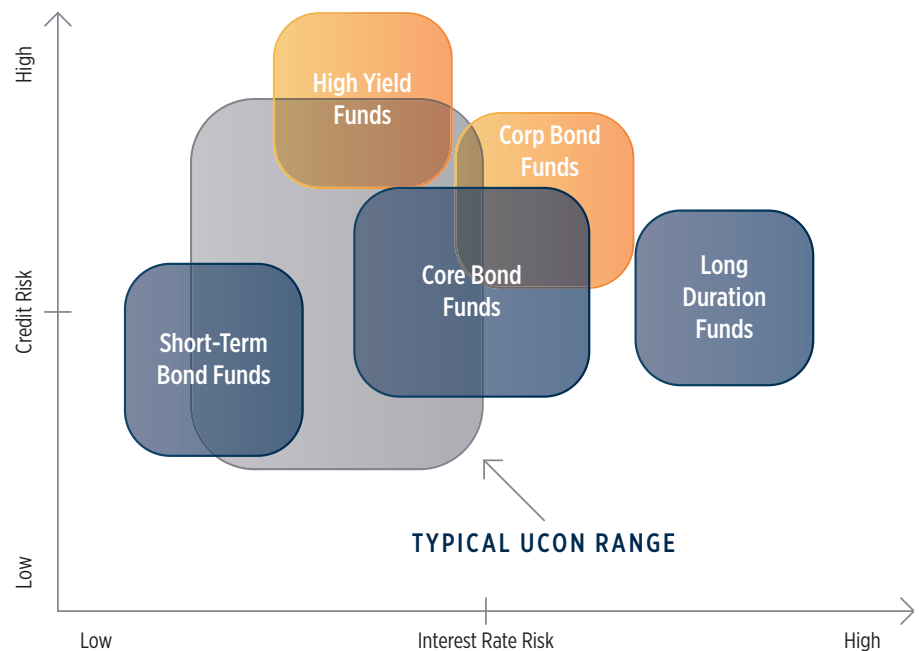 High
Credit Risk
Low
High Yield
Funds
Corp Bond
Funds
Core Bond
Funds
Long
Duration
Funds
Short-Term
Bond Funds
TYPICAL UCON RANGE
Low
Interest Rate Risk
High